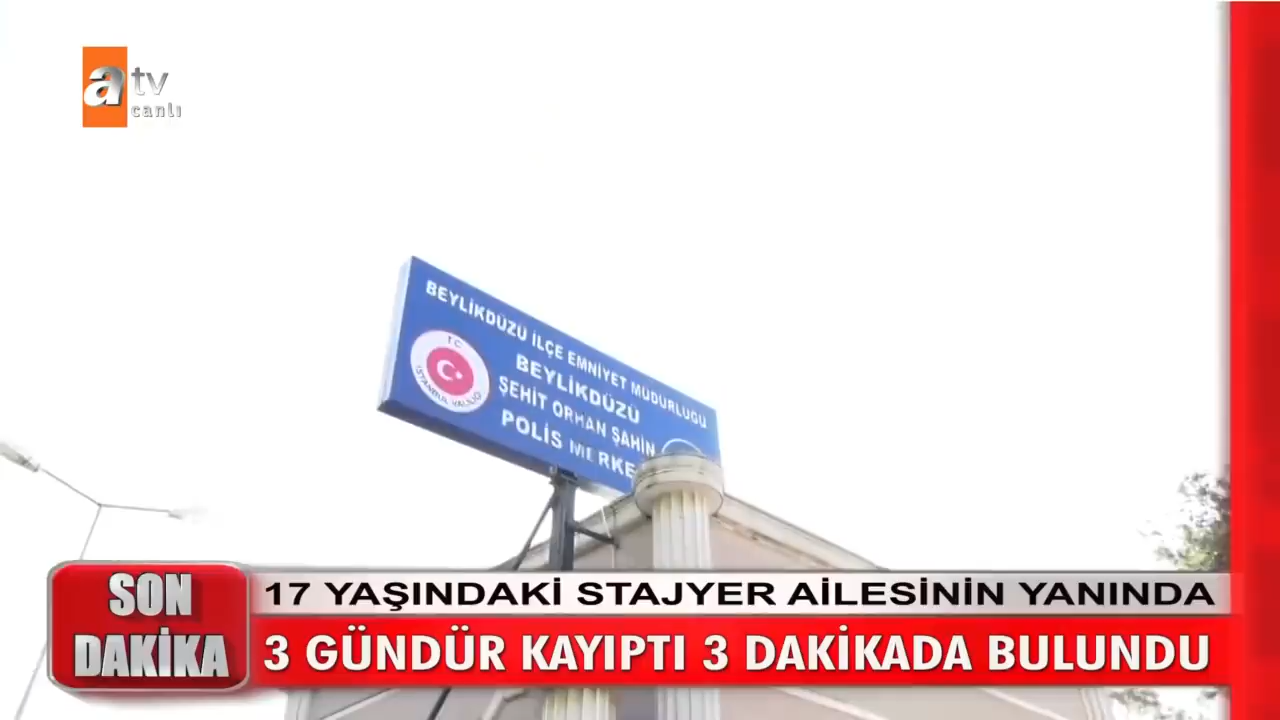 atv
canlı
BEYLİKDÜZÜ İLÇE EMNİYET MÜDÜRLÜĞÜ
BEYLİKDÜZÜ
ŞEHİT ORHAN ŞAHİN
POLİS MERKE
T.C.
İSTANBUL VALİLİĞİ
SON
DAKİKA
17 YAŞINDAKİ STAJYER AİLESİNİN YANINDA
3 GÜNDÜR KAYIPTI 3 DAKİKADA BULUNDU